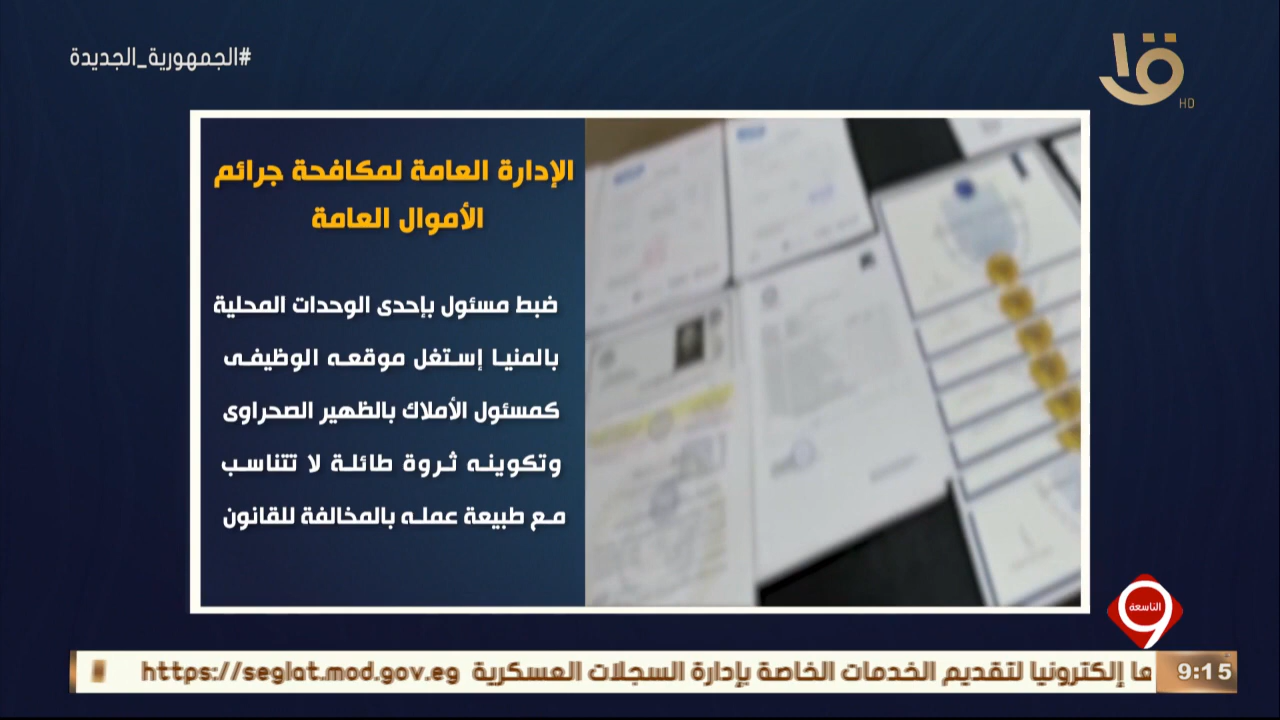 #الجمهورية_الجديدة
HD
الإدارة العامة لمكافحة جرائم
الأموال العامة
ضبط مسئول بإحدى الوحدات المحلية
بالمنيا إستغل موقعه الوظيفى
كمسئول الأملاك بالظهير الصحراوى
وتكوينه ثروة طائلة لا تتناسب
مع طبيعة عمله بالمخالفة للقانون
التاسعة
9
9:15
ها إلكترونيا لتقديم الخدمات الخاصة بإدارة السجلات العسكرية https://seglat.mod.gov.eg